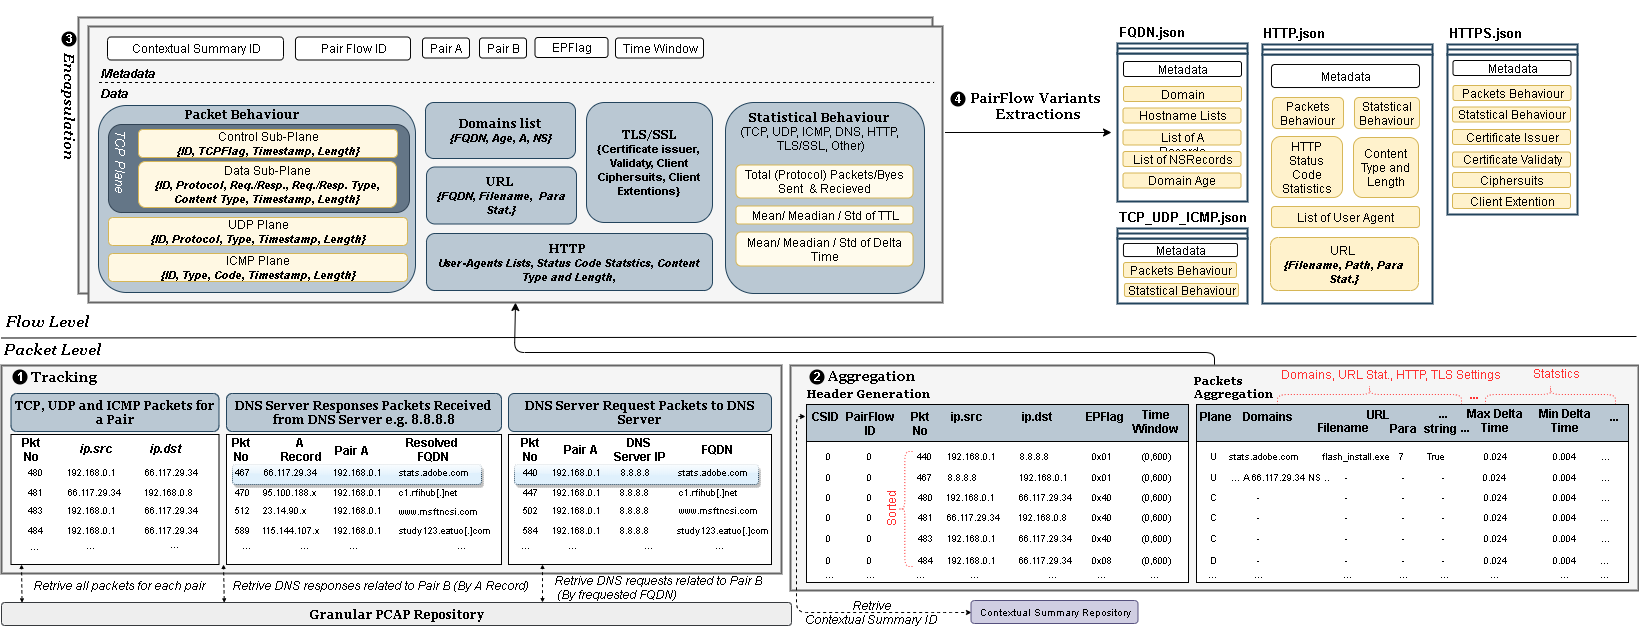 3 Encapsulation
Contextual Summary ID
Pair Flow ID
Pair A
Pair B
EPFlag
Time Window
Metadata
Data
Packet Behaviour
TCP Plane
Control Sub-Plane
{ID, TCPFlag, Timestamp, Length}
Data Sub-Plane
{ID, Protocol, Req./Resp., Req./Resp. Type,
Content Type, Timestamp, Length}
UDP Plane
{ID, Protocol, Type, Timestamp, Length}
ICMP Plane
{ID, Type, Code, Timestamp, Length}
Domains list
{FQDN, Age, A, NS}
URL
{FQDN, Filename, Para
Stat.}
TLS/SSL
{Certificate issuer,
Validaty, Client
Ciphersuits, Client
Extentions}
HTTP
User-Agents Lists, Status Code Statstics, Content
Type and Length,
Statistical Behaviour
(TCP, UDP, ICMP, DNS, HTTP,
TLS/SSL, Other)
Total (Protocol) Packets/Byes
Sent & Recieved
Mean/ Meadian / Std of TTL
Mean/ Meadian / Std of Delta
Time
4 PairFlow Variants
Extractions
FQDN.json
Metadata
Domain
Hostname Lists
List of A
Records
List of NSRecords
Domain Age
TCP_UDP_ICMP.json
Metadata
Packets Behaviour
Statstical Behaviour
HTTP.json
Metadata
Packets
Behaviour
Statstical
Behaviour
HTTP
Status
Code
Statistics
Content
Type and
Length
List of User Agent
URL
{Filename, Path, Para
Stat.}
HTTPS.json
Metadata
Packets Behaviour
Statstical Behaviour
Certificate Issuer
Certificate Validaty
Ciphersuits
Client Extention
Flow Level
Packet Level
1 Tracking
TCP, UDP and ICMP Packets for
a Pair
Pkt No ip.src ip.dst
480 192.168.0.1 66.117.29.34
481 66.117.29.34 192.168.0.8
483 192.168.0.1 66.117.29.34
484 192.168.0.1 66.117.29.34
... ... ...
DNS Server Responses Packets Received
from DNS Server e.g. 8.8.8.8
Pkt No A Record Pair A Resolved FQDN
467 66.117.29.34 192.168.0.1 stats.adobe.com
470 95.100.188.x 192.168.0.1 c1.rfihub[.]net
512 23.14.90.x 192.168.0.1 www.msftncsi.com
589 115.144.107.x 192.168.0.1 study123.eatuo[.]com
... ... ...
DNS Server Request Packets to DNS
Server
Pkt No Pair A DNS Server IP FQDN
440 192.168.0.1 8.8.8.8 stats.adobe.com
447 192.168.0.1 8.8.8.8 c1.rfihub[.]net
502 192.168.0.1 8.8.8.8 www.msftncsi.com
584 192.168.0.1 8.8.8.8 study123.eatuo[.]com
... ... ...
Retrive all packets for each pair
Retrive DNS responses related to Pair B (By A Record)
Retrive DNS requests related to Pair B
(By frequested FQDN)
Granular PCAP Repository
2 Aggregation
Header Generation
CSID PairFlow ID Pkt No ip.src ip.dst EPFlag Time Window
0 0 440 192.168.0.1 8.8.8.8 0x01 (0,600)
0 0 467 8.8.8.8 192.168.0.1 0x01 (0,600)
0 0 480 192.168.0.1 66.117.29.34 0x40 (0,600)
0 0 481 66.117.29.34 192.168.0.8 0x40 (0,600)
0 0 483 192.168.0.1 66.117.29.34 0x40 (0,600)
0 0 484 192.168.0.1 66.117.29.34 0x08 (0,600)
... ... ... ... ... ... ...
Sorted
Packets
Aggregation
Domains, URL Stat., HTTP, TLS Settings
...
Statstics
Plane Domains URL Filename Para ... string ... Max Delta Time Min Delta Time ...
U stats.adobe.com flash_install.exe 7 True 0.024 0.004 ...
U ... A 66.117.29.34 NS ... - - - 0.024 0.004 ...
C - - - - 0.024 0.004 ...
C - - - - 0.024 0.004 ...
C - - - - 0.024 0.004 ...
D - - - - 0.024 0.004 ...
... ... ... ... ... ... ... ...
Retrive
Contextual Summary ID
Contextual Summary Repository